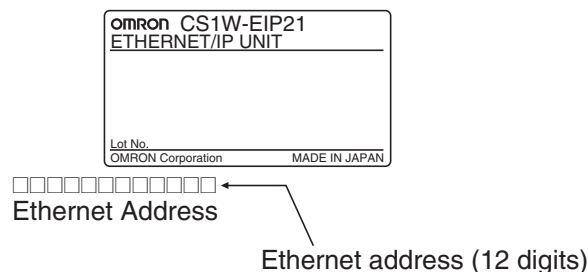 OMRON CS1W-EIP21
ETHERNET/IP UNIT
Lot No.
OMRON Corporation MADE IN JAPAN
□□□□□□□□□□□□
Ethernet Address
Ethernet address (12 digits)